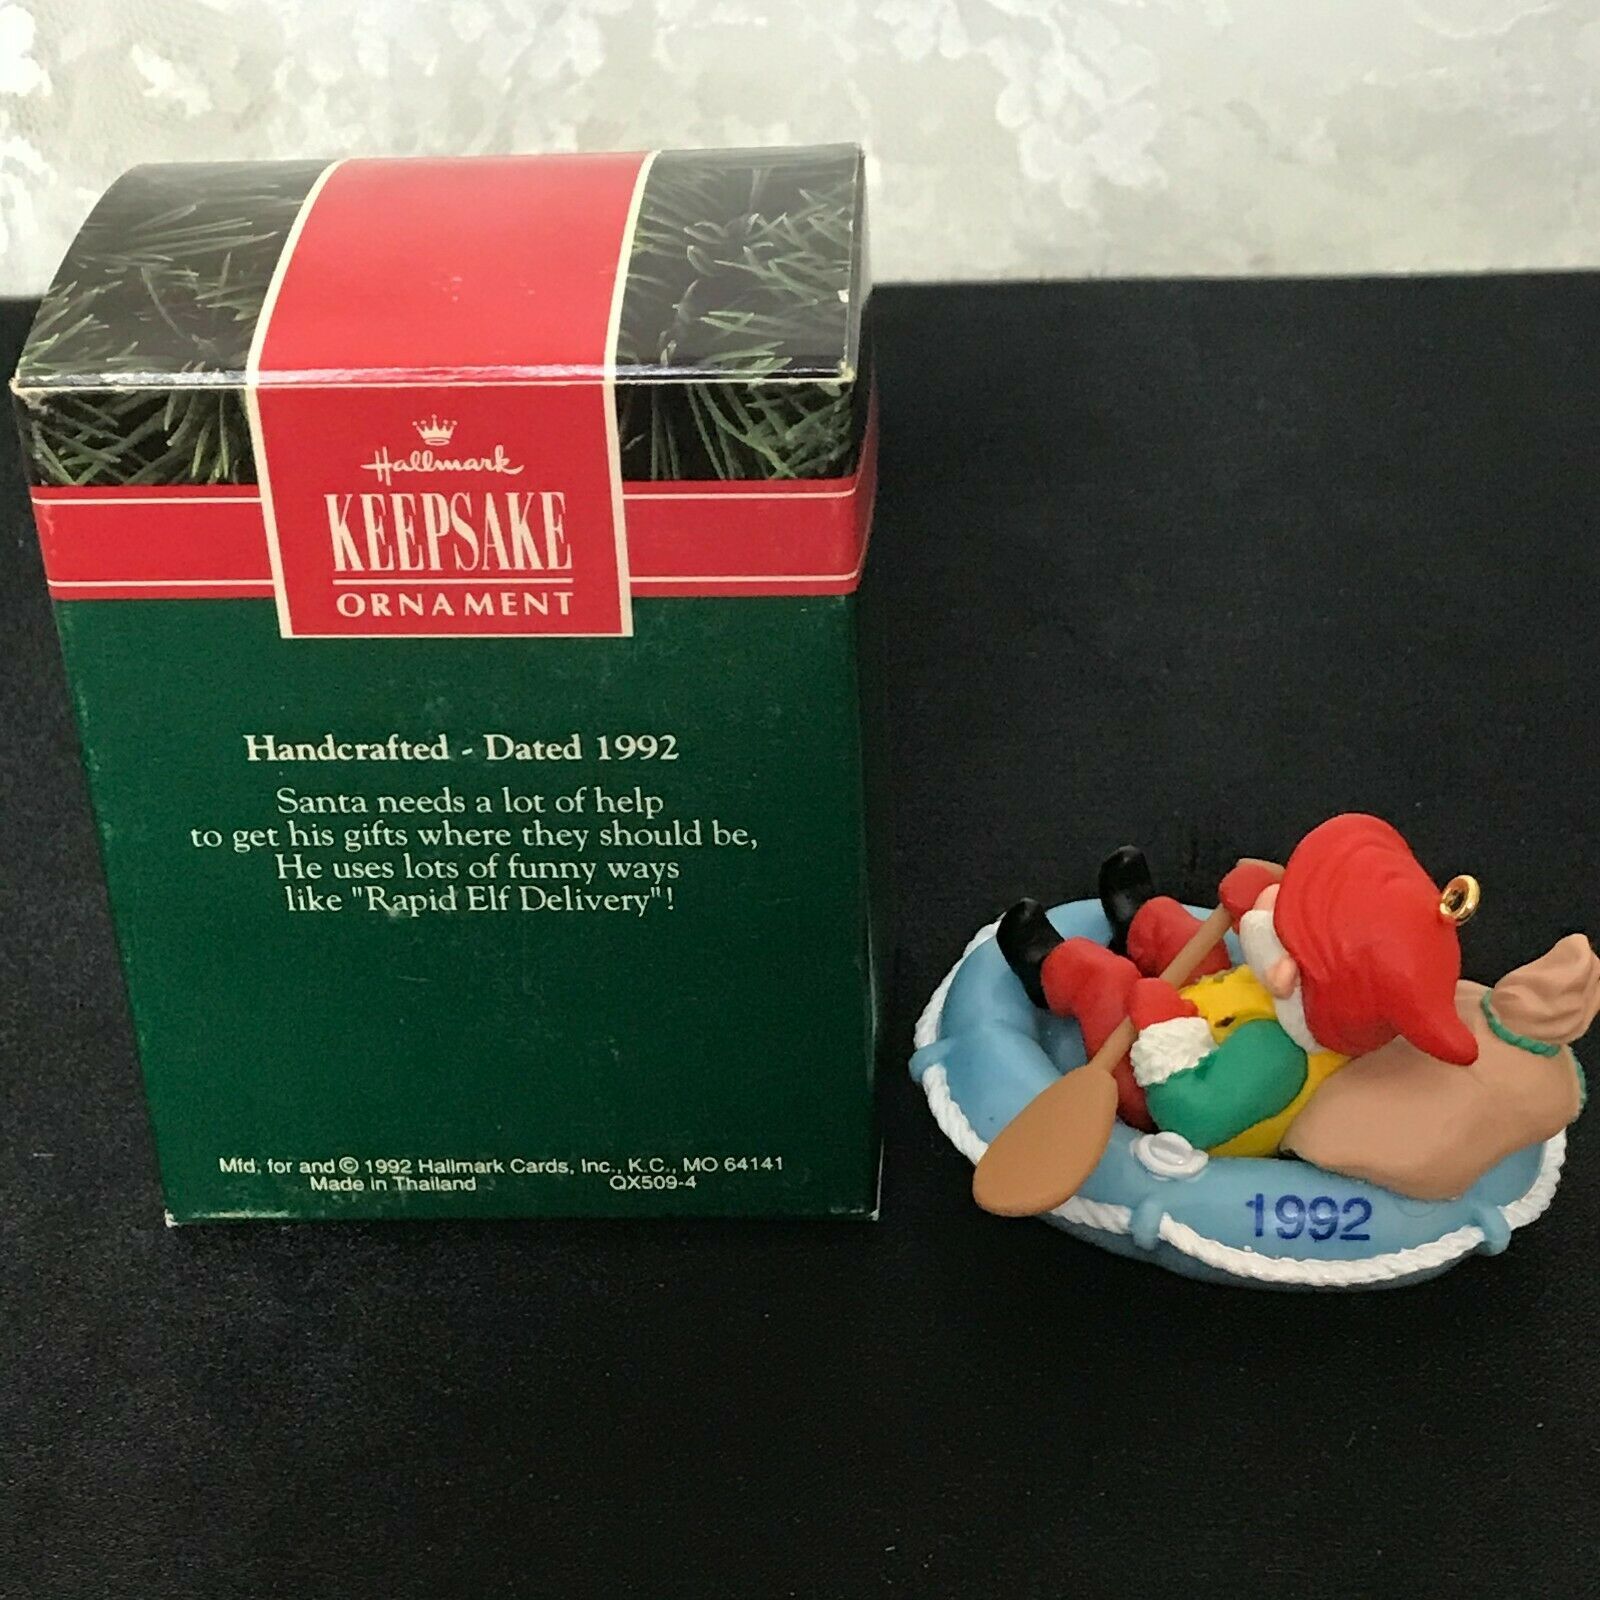 Hallmark
KEEPSAKE
ORNAMENT
Handcrafted - Dated 1992
Santa needs a lot of help
to get his gifts where they should be,
He uses lots of funny ways
like "Rapid Elf Delivery"!
Mfd. for and © 1992 Hallmark Cards, Inc., K.C., MO 64141
Made in Thailand QX509-4
1992